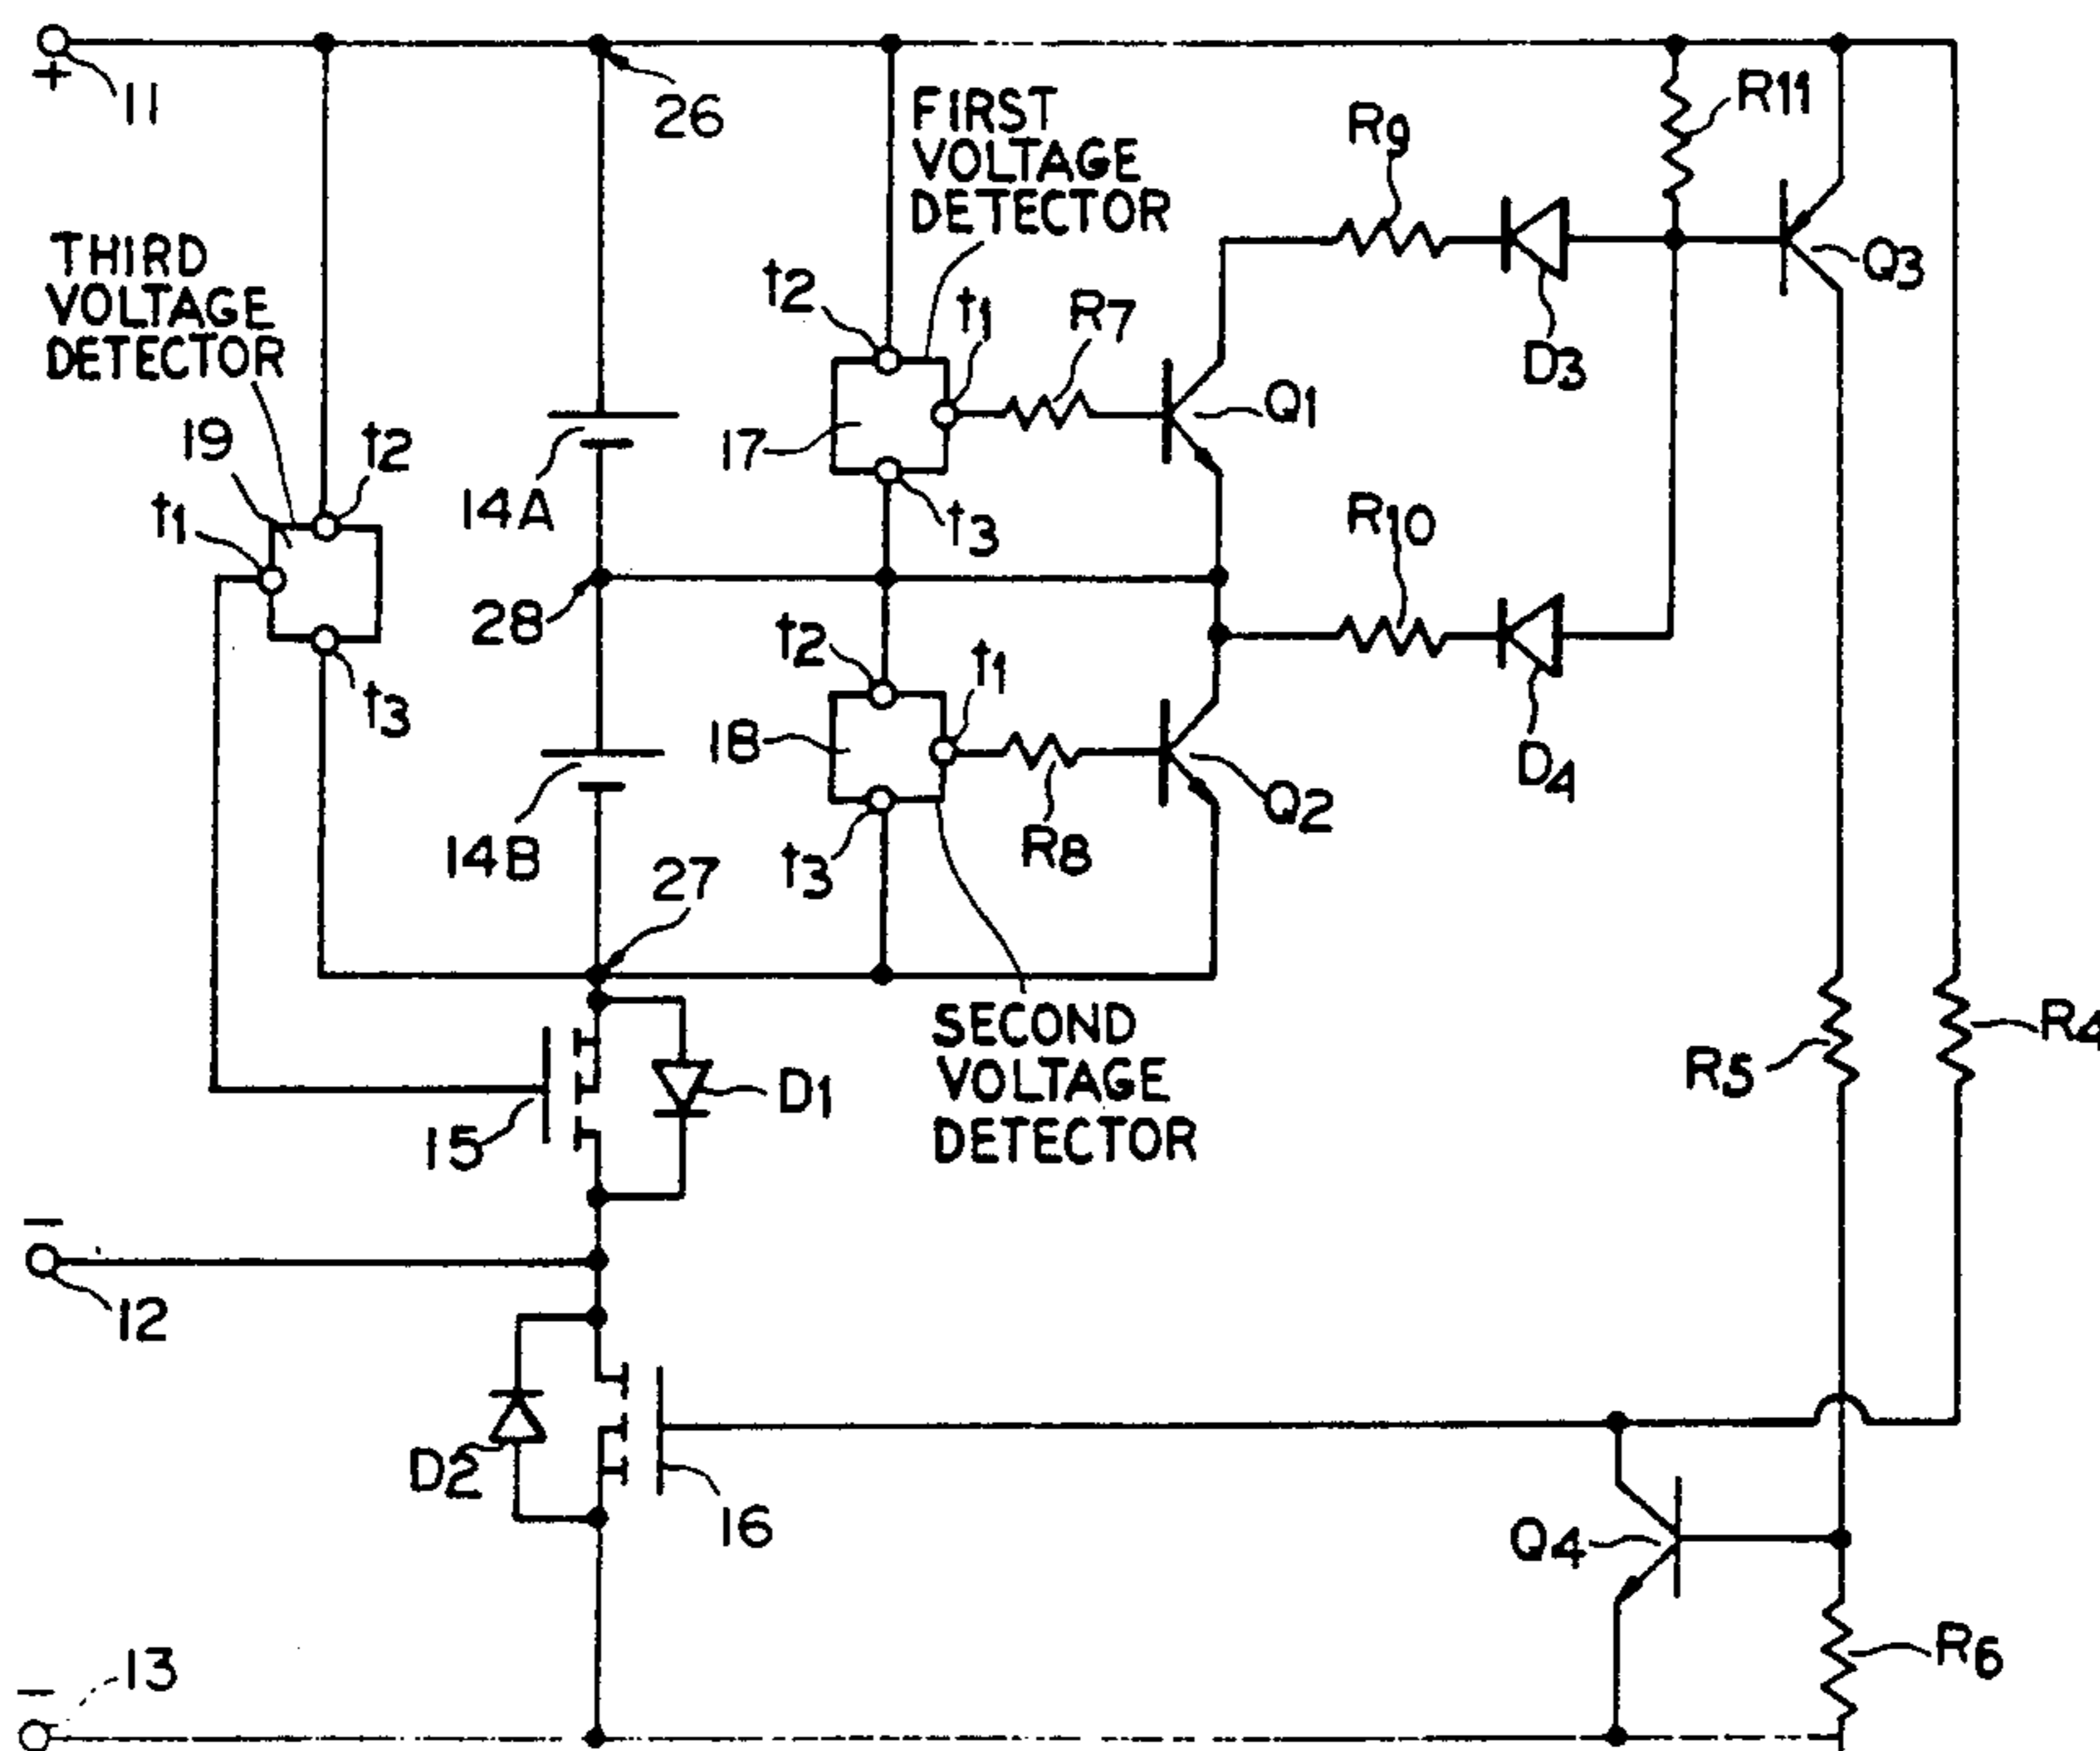 +
11
26
FIRST
VOLTAGE
DETECTOR
R9
R11
THIRD
VOLTAGE
DETECTOR
t2
t1
R7
D3
Q3
19
t2
17
Q1
t1
14A
t3
R10
28
t2
t1
t3
18
D4
14B
t3
R8
Q2
27
SECOND
VOLTAGE
DETECTOR
R5
R4
D1
15
−
12
D2
16
Q4
13
−
R6